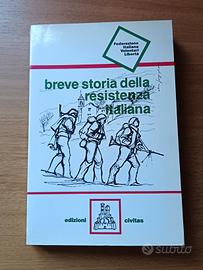 Federazione
Italiana
Volontari
Libertà
breve storia della
resistenza
italiana
edizioni
civitas
subito